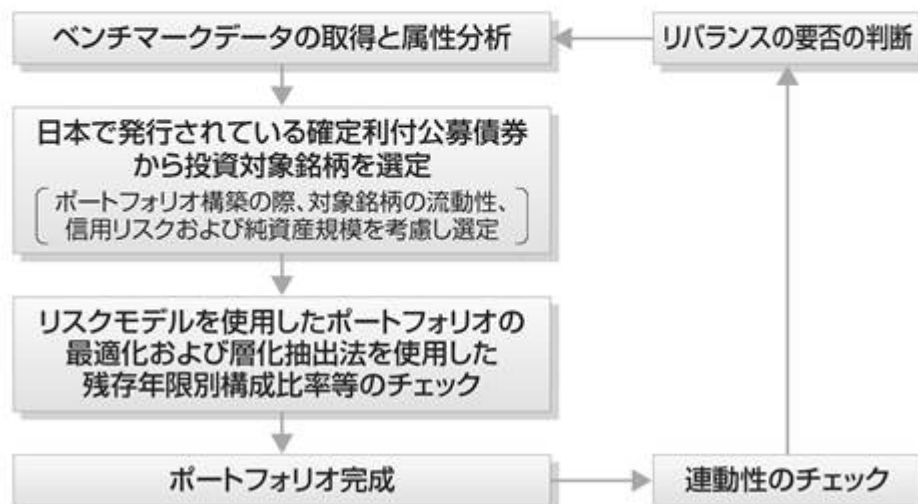 ベンチマークデータの取得と属性分析
リバランスの要否の判断
日本で発行されている確定利付公募債券
から投資対象銘柄を選定
ポートフォリオ構築の際、対象銘柄の流動性、
信用リスクおよび純資産規模を考慮し選定
リスクモデルを使用したポートフォリオの
最適化および層化抽出法を使用した
残存年限別構成比率等のチェック
ポートフォリオ完成
連動性のチェック